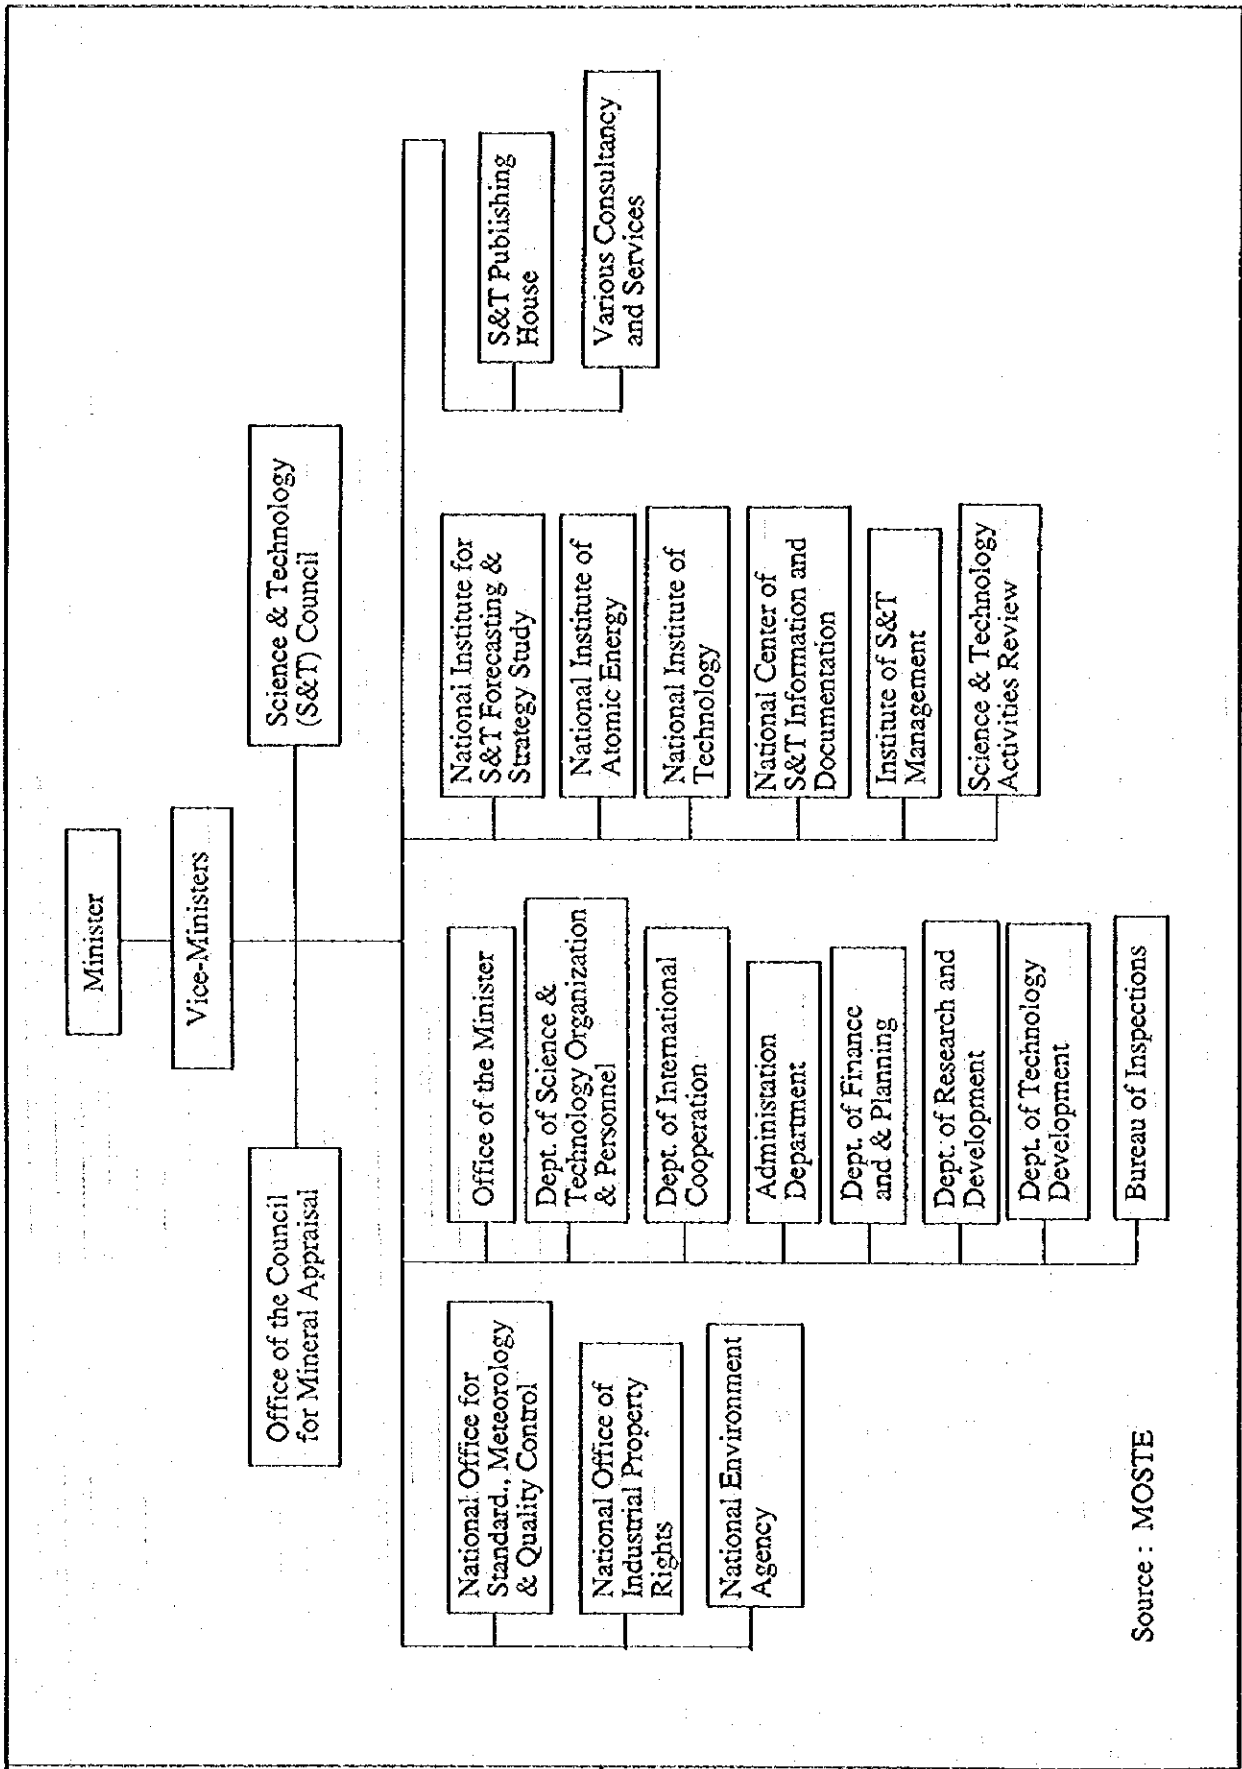 Minister
Vice-Ministers
Office of the Council
for Mineral Appraisal
Science & Technology
(S&T) Council
National Office for
Standard., Meteorology
& Quality Control
National Office of
Industrial Property
Rights
National Environment
Agency
Office of the Minister
Dept. of Science &
Technology Organization
& Personnel
Dept. of International
Cooperation
Administation
Department
Dept. of Finance
and & Planning
Dept. of Research and
Development
Dept. of Technology
Development
Bureau of Inspections
National Institute for
S&T Forecasting &
Strategy Study
National Institute of
Atomic Energy
National Institute of
Technology
National Center of
S&T Information and
Documentation
Institute of S&T
Management
Science & Technology
Activities Review
S&T Publishing
House
Various Consultancy
and Services
Source : MOSTE